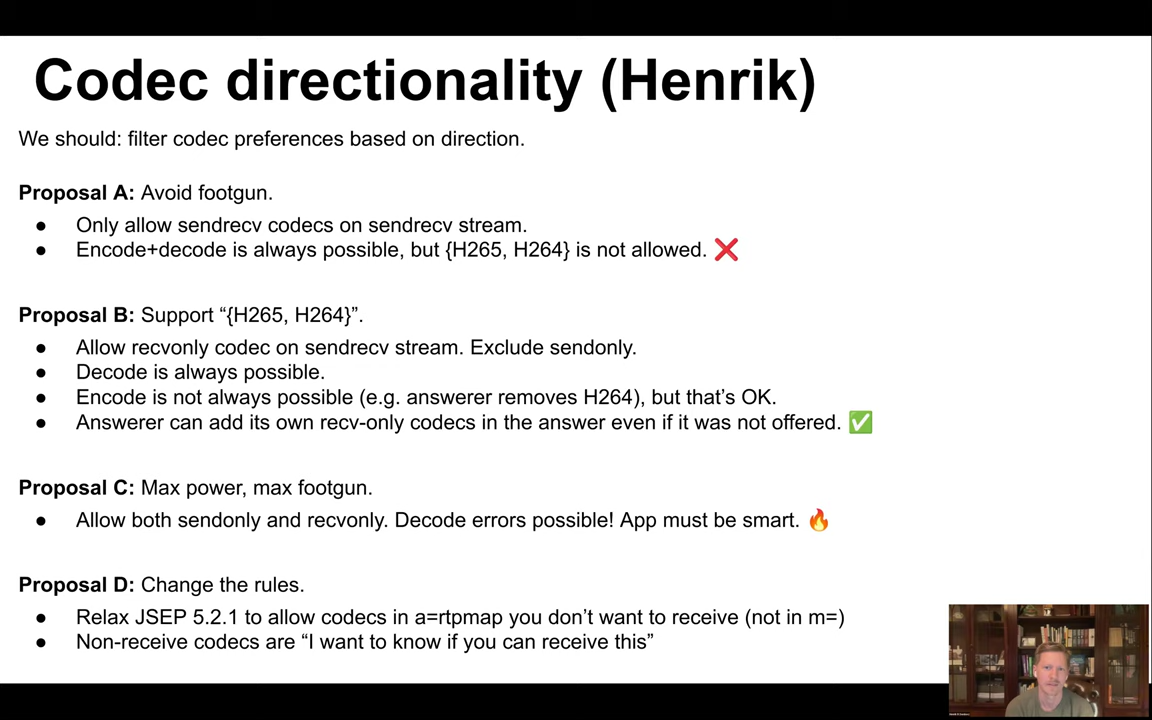 Codec directionality (Henrik)
We should: filter codec preferences based on direction.
Proposal A: Avoid footgun.
● Only allow sendrecv codecs on sendrecv stream.
● Encode+decode is always possible, but {H265, H264} is not allowed. ❌
Proposal B: Support “{H265, H264}”.
● Allow recvonly codec on sendrecv stream. Exclude sendonly.
● Decode is always possible.
● Encode is not always possible (e.g. answerer removes H264), but that’s OK.
● Answerer can add its own recv-only codecs in the answer even if it was not offered. ✅
Proposal C: Max power, max footgun.
● Allow both sendonly and recvonly. Decode errors possible! App must be smart. 🔥
Proposal D: Change the rules.
● Relax JSEP 5.2.1 to allow codecs in a=rtpmap you don’t want to receive (not in m=)
● Non-receive codecs are “I want to know if you can receive this”